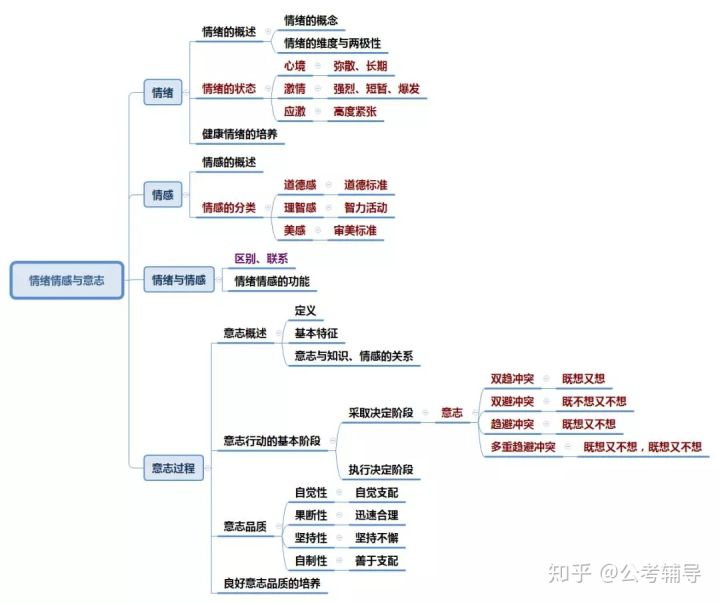 情绪情感与意志
情绪
情绪的概述
情绪的概念
情绪的维度与两极性
情绪的状态
心境
弥散、长期
激情
强烈、短暂、爆发
应激
高度紧张
健康情绪的培养
情感
情感的概述
情感的分类
道德感
道德标准
理智感
智力活动
美感
审美标准
情绪与情感
区别、联系
情绪情感的功能
意志过程
意志概述
定义
基本特征
意志与知识、情感的关系
意志行动的基本阶段
采取决定阶段
意志
双趋冲突
既想又想
双避冲突
既不想又不想
趋避冲突
既想又不想
多重趋避冲突
既想又不想，既想又不想
执行决定阶段
意志品质
自觉性
自觉支配
果断性
迅速合理
坚持性
坚持不懈
自制性
善于支配
良好意志品质的培养
知乎 @公考辅导